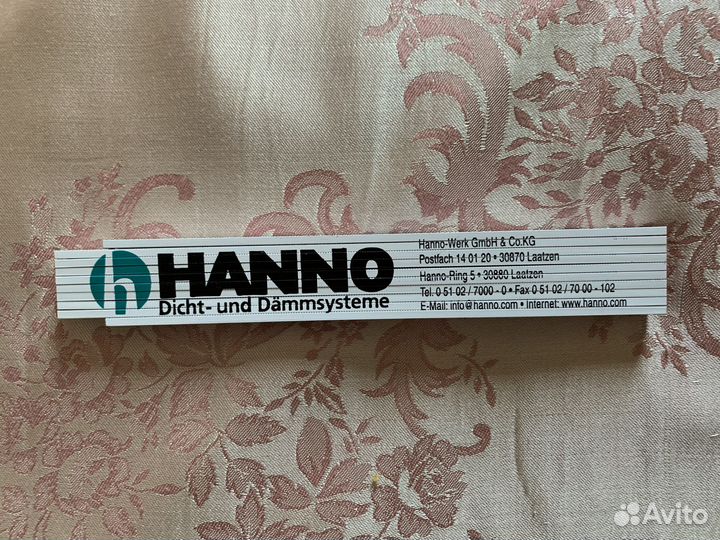 h HANNO
Dicht- und Dämmsysteme
Hanno-Werk GmbH & Co.KG
Postfach 14 01 20 • 30870 Laatzen
Hanno-Ring 5 • 30880 Laatzen
Tel. 0 51 02 / 7000 - 0 • Fax 0 51 02 / 70 00 - 102
E-Mail: info@hanno.com • Internet: www.hanno.com
Avito